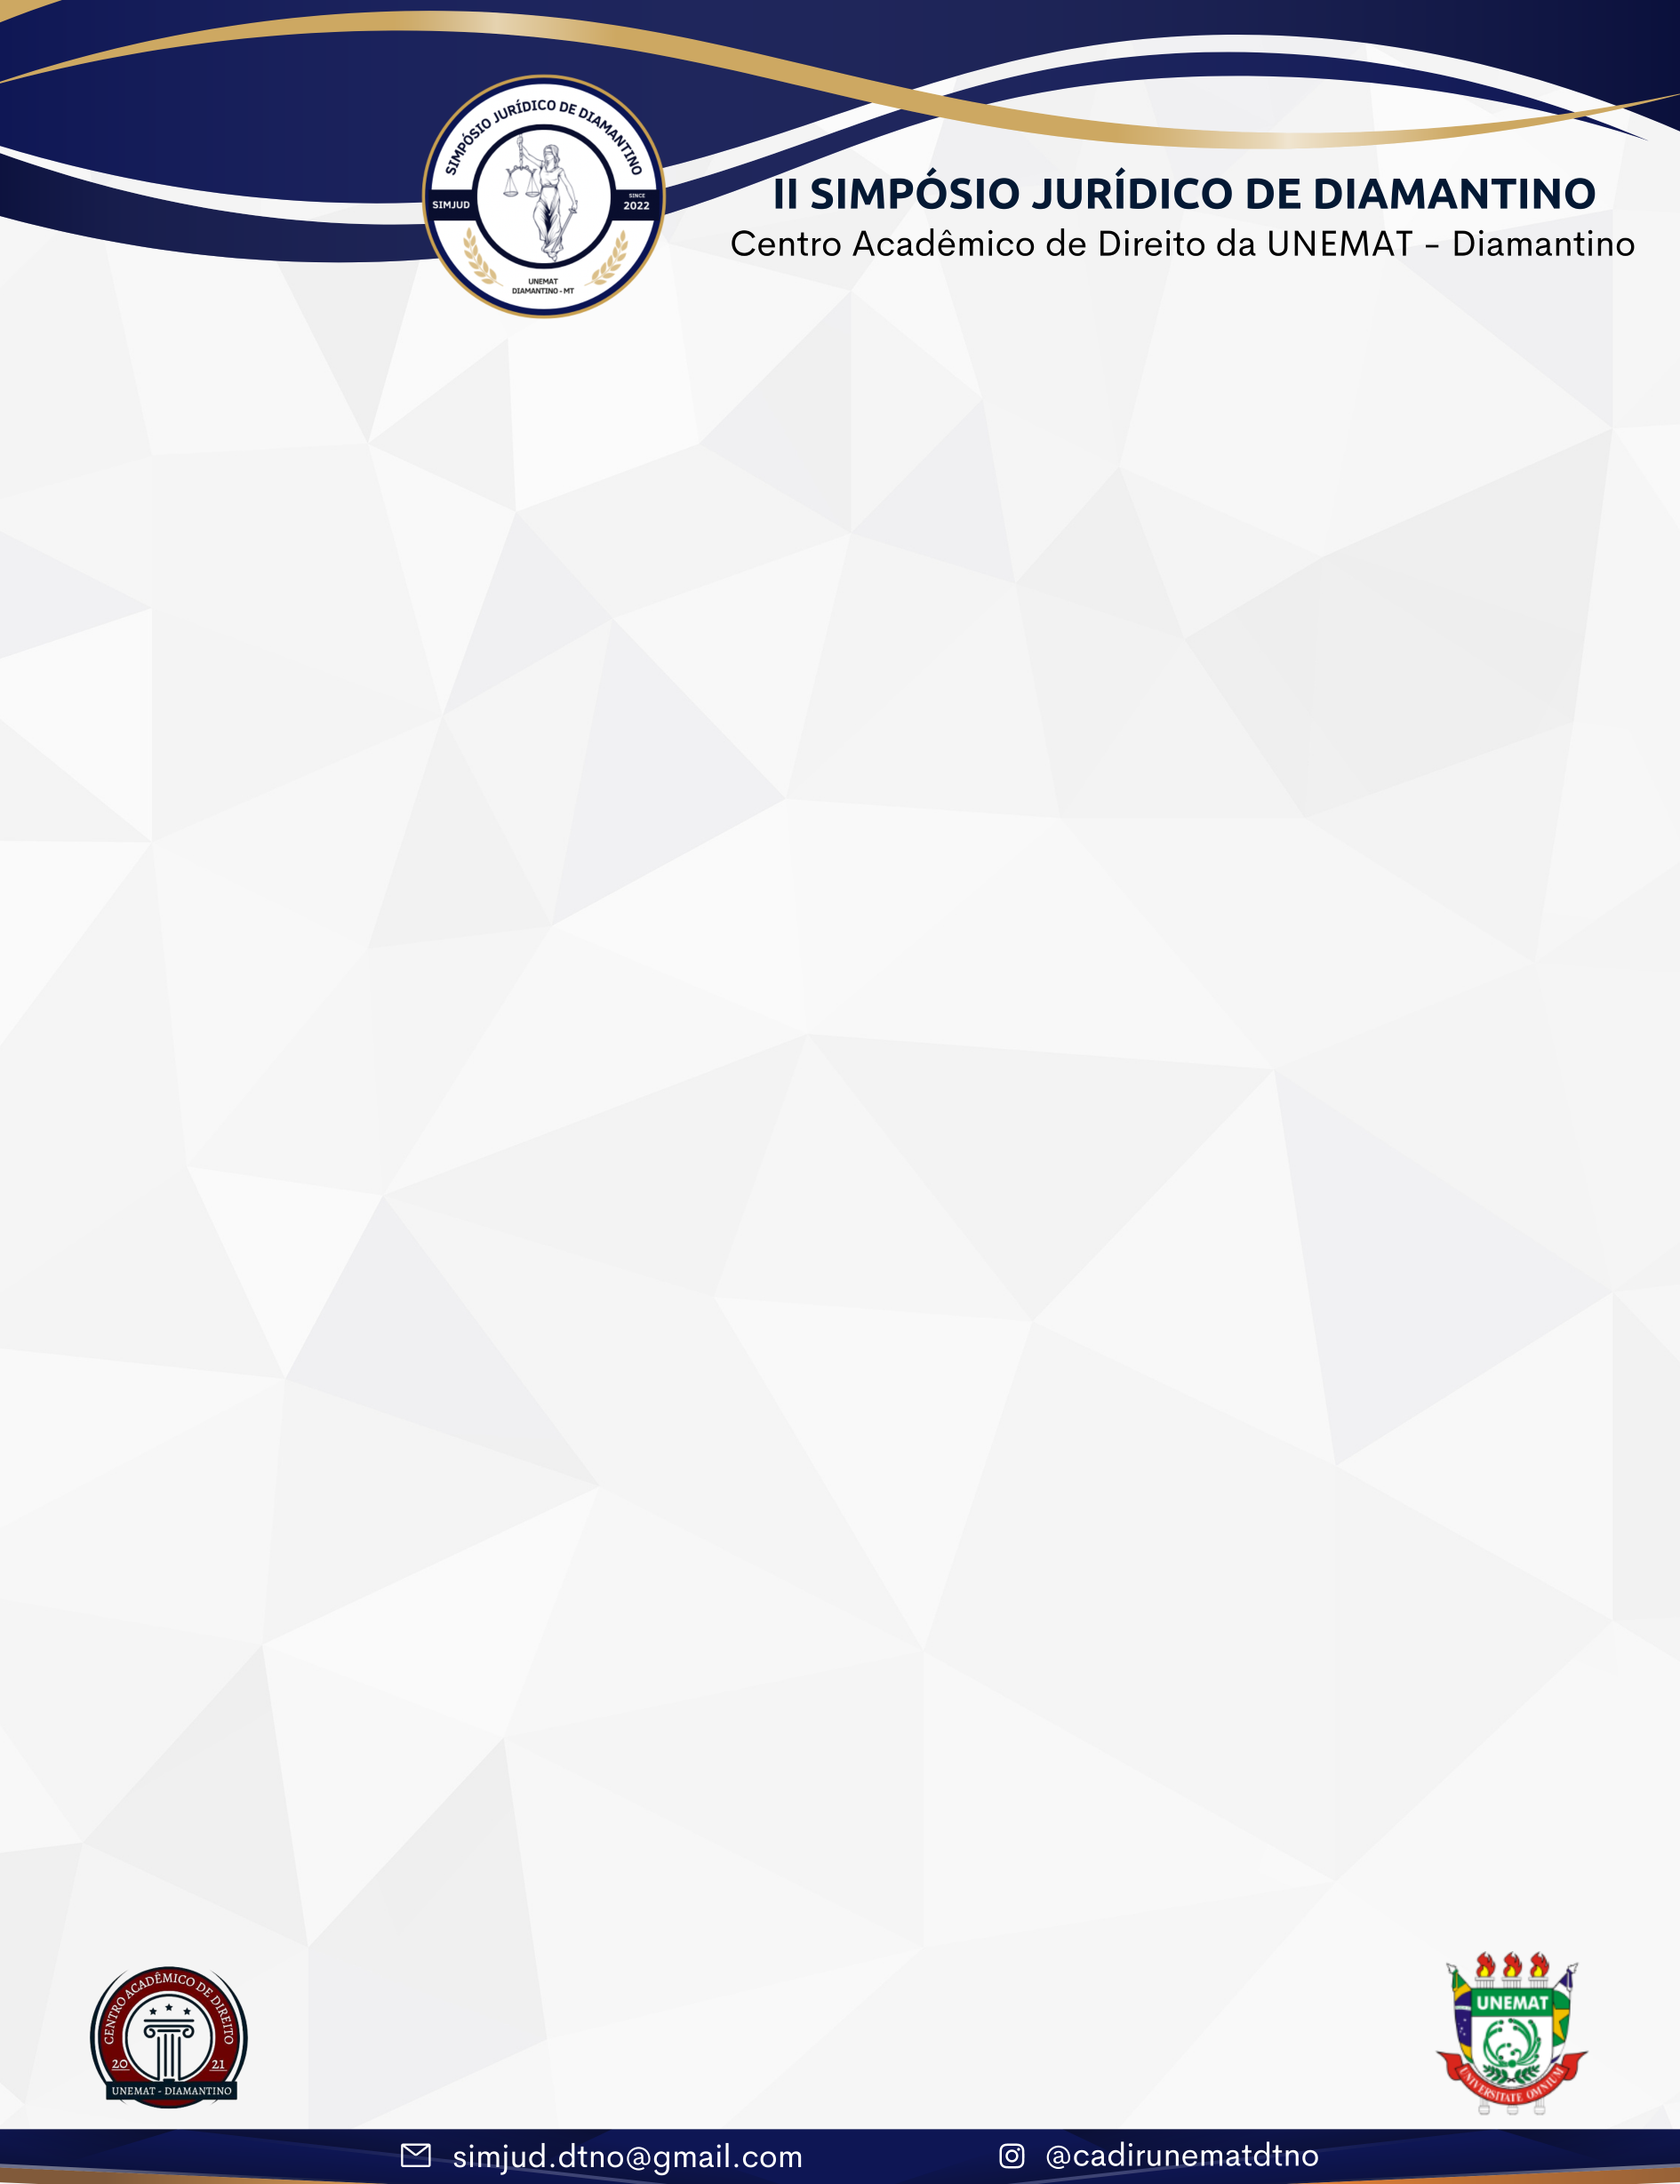 SIMPÓSIO JURÍDICO DE DIAMANTINO
SIMJUD
SINCE
2022
UNEMAT
DIAMANTINO - MT
II SIMPÓSIO JURÍDICO DE DIAMANTINO
Centro Acadêmico de Direito da UNEMAT - Diamantino
CENTRO ACADÊMICO DE DIREITO
20 21
UNEMAT - DIAMANTINO
UNEMAT
UNIVERSITATE OMNIUM
simjud.dtno@gmail.com
@cadirunematdtno